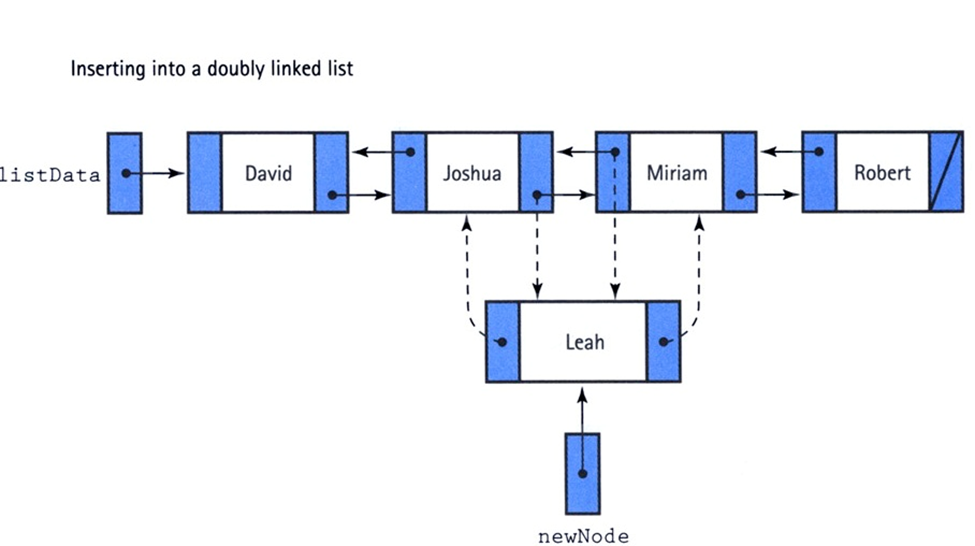 Inserting into a doubly linked list
listData
David
Joshua
Miriam
Robert
Leah
newNode